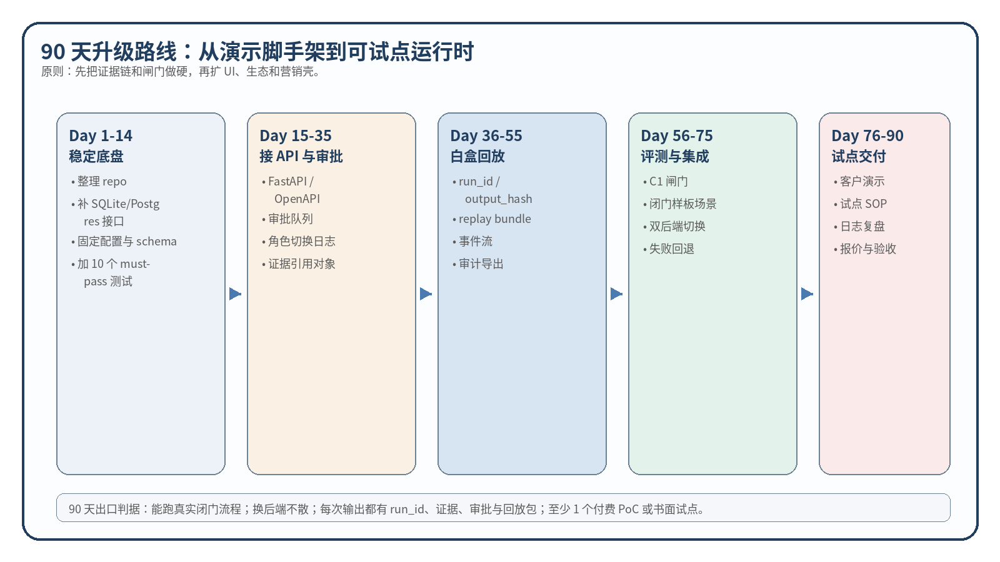 90 天升级路线：从演示脚手架到可试点运行时
原则：先把证据链和闸门做硬，再扩 UI、生态和营销壳。
Day 1-14
稳定底盘
• 整理 repo
• 补 SQLite/Postg
res 接口
• 固定配置与 schema
• 加 10 个 must-
pass 测试
Day 15-35
接 API 与审批
• FastAPI /
OpenAPI
• 审批队列
• 角色切换日志
• 证据引用对象
Day 36-55
白盒回放
• run_id /
output_hash
• replay bundle
• 事件流
• 审计导出
Day 56-75
评测与集成
• C1 闸门
• 闭门样板场景
• 双后端切换
• 失败回退
Day 76-90
试点交付
• 客户演示
• 试点 SOP
• 日志复盘
• 报价与验收
90 天出口判据：能跑真实闭门流程；换后端不散；每次输出都有 run_id、证据、审批与回放包；至少 1 个付费 PoC 或书面试点。